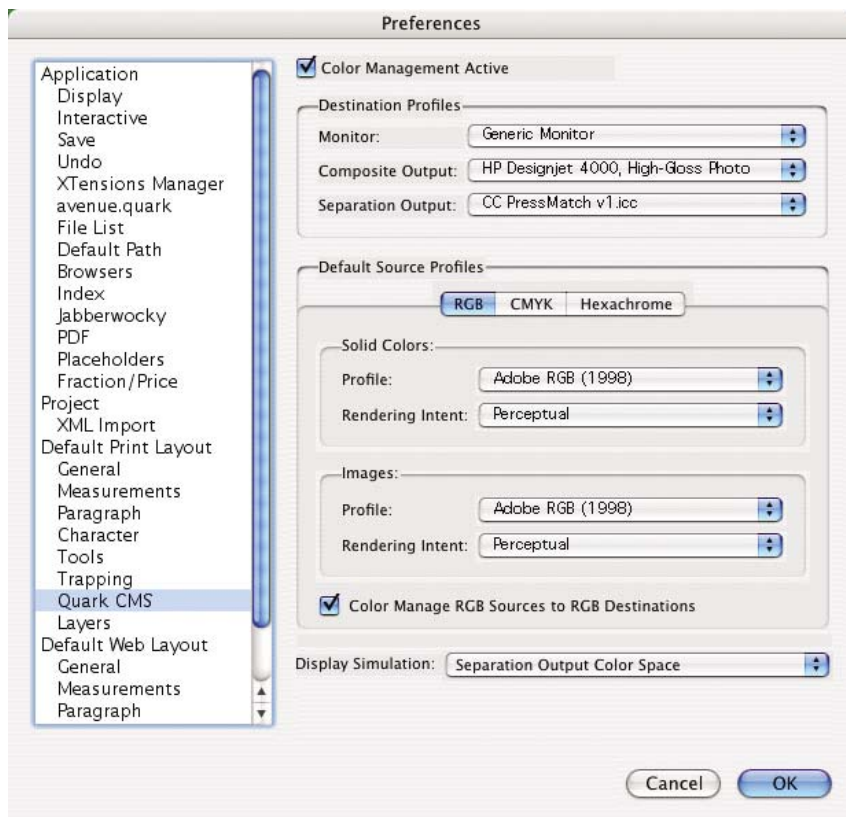 Preferences
Application
Display
Interactive
Save
Undo
XTensions Manager
avenue.quark
File List
Default Path
Browsers
Index
Jabberwocky
PDF
Placeholders
Fraction/Price
Project
XML Import
Default Print Layout
General
Measurements
Paragraph
Character
Tools
Trapping
Quark CMS
Layers
Default Web Layout
General
Measurements
Paragraph
Color Management Active
Destination Profiles
Monitor: Generic Monitor
Composite Output: HP Designjet 4000, High-Gloss Photo
Separation Output: CC PressMatch v1.icc
Default Source Profiles
RGB CMYK Hexachrome
Solid Colors:
Profile: Adobe RGB (1998)
Rendering Intent: Perceptual
Images:
Profile: Adobe RGB (1998)
Rendering Intent: Perceptual
Color Manage RGB Sources to RGB Destinations
Display Simulation: Separation Output Color Space
Cancel OK